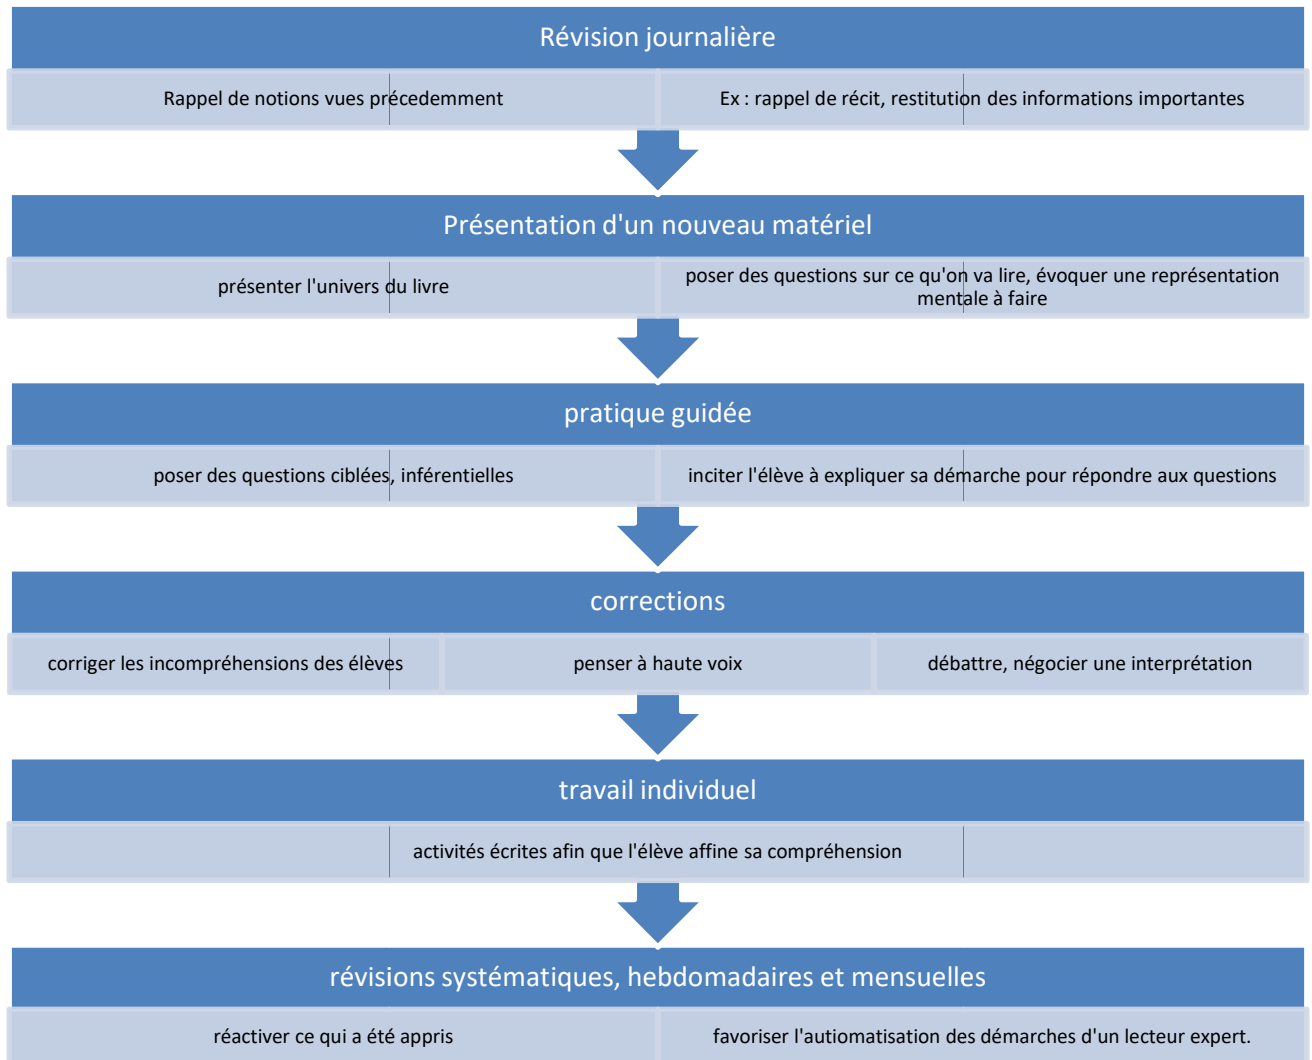 Révision journalière
Rappel de notions vues précedemment
Ex : rappel de récit, restitution des informations importantes
Présentation d'un nouveau matériel
présenter l'univers du livre
poser des questions sur ce qu'on va lire, évoquer une représentation
mentale à faire
pratique guidée
poser des questions ciblées, inférentielles
inciter l'élève à expliquer sa démarche pour répondre aux questions
corrections
corriger les incompréhensions des élèves
penser à haute voix
débattre, négocier une interprétation
travail individuel
activités écrites afin que l'élève affine sa compréhension
révisions systématiques, hebdomadaires et mensuelles
réactiver ce qui a été appris
favoriser l'autiomatisation des démarches d'un lecteur expert.